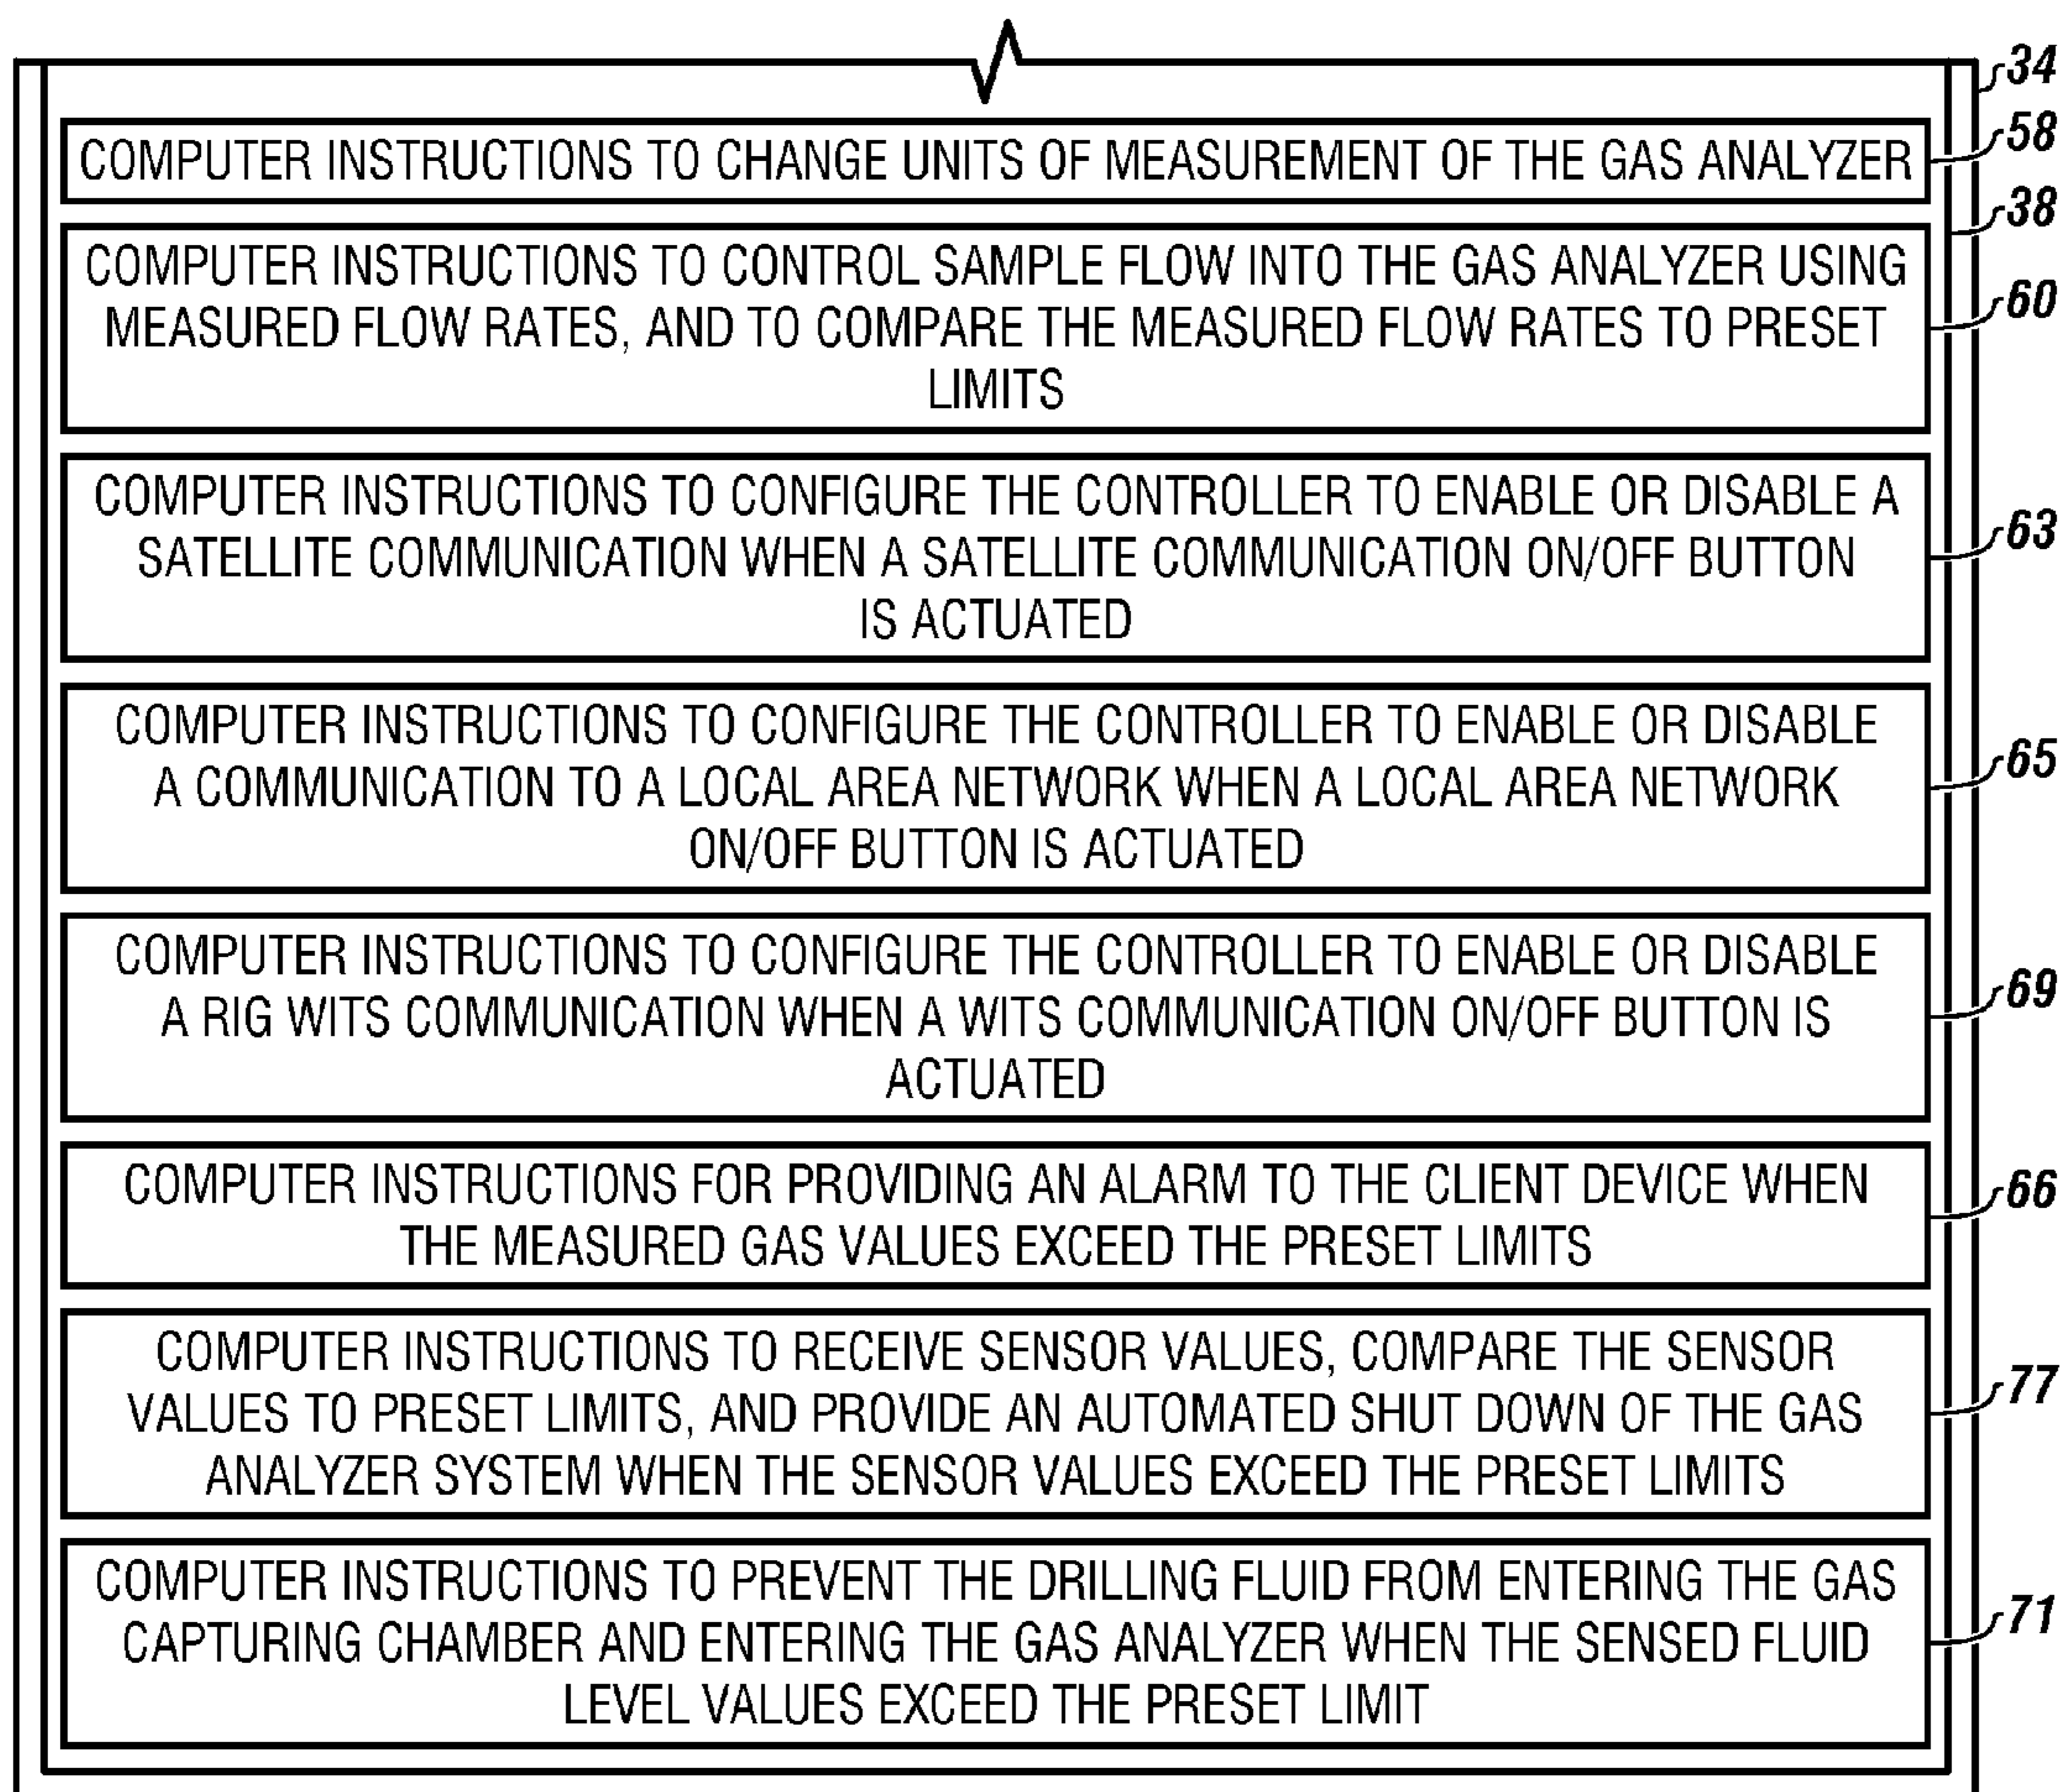 34
COMPUTER INSTRUCTIONS TO CHANGE UNITS OF MEASUREMENT OF THE GAS ANALYZER
58
38
COMPUTER INSTRUCTIONS TO CONTROL SAMPLE FLOW INTO THE GAS ANALYZER USING
MEASURED FLOW RATES, AND TO COMPARE THE MEASURED FLOW RATES TO PRESET
LIMITS
60
COMPUTER INSTRUCTIONS TO CONFIGURE THE CONTROLLER TO ENABLE OR DISABLE A
SATELLITE COMMUNICATION WHEN A SATELLITE COMMUNICATION ON/OFF BUTTON
IS ACTUATED
63
COMPUTER INSTRUCTIONS TO CONFIGURE THE CONTROLLER TO ENABLE OR DISABLE
A COMMUNICATION TO A LOCAL AREA NETWORK WHEN A LOCAL AREA NETWORK
ON/OFF BUTTON IS ACTUATED
65
COMPUTER INSTRUCTIONS TO CONFIGURE THE CONTROLLER TO ENABLE OR DISABLE
A RIG WITS COMMUNICATION WHEN A WITS COMMUNICATION ON/OFF BUTTON IS
ACTUATED
69
COMPUTER INSTRUCTIONS FOR PROVIDING AN ALARM TO THE CLIENT DEVICE WHEN
THE MEASURED GAS VALUES EXCEED THE PRESET LIMITS
66
COMPUTER INSTRUCTIONS TO RECEIVE SENSOR VALUES, COMPARE THE SENSOR
VALUES TO PRESET LIMITS, AND PROVIDE AN AUTOMATED SHUT DOWN OF THE GAS
ANALYZER SYSTEM WHEN THE SENSOR VALUES EXCEED THE PRESET LIMITS
77
COMPUTER INSTRUCTIONS TO PREVENT THE DRILLING FLUID FROM ENTERING THE GAS
CAPTURING CHAMBER AND ENTERING THE GAS ANALYZER WHEN THE SENSED FLUID
LEVEL VALUES EXCEED THE PRESET LIMIT
71